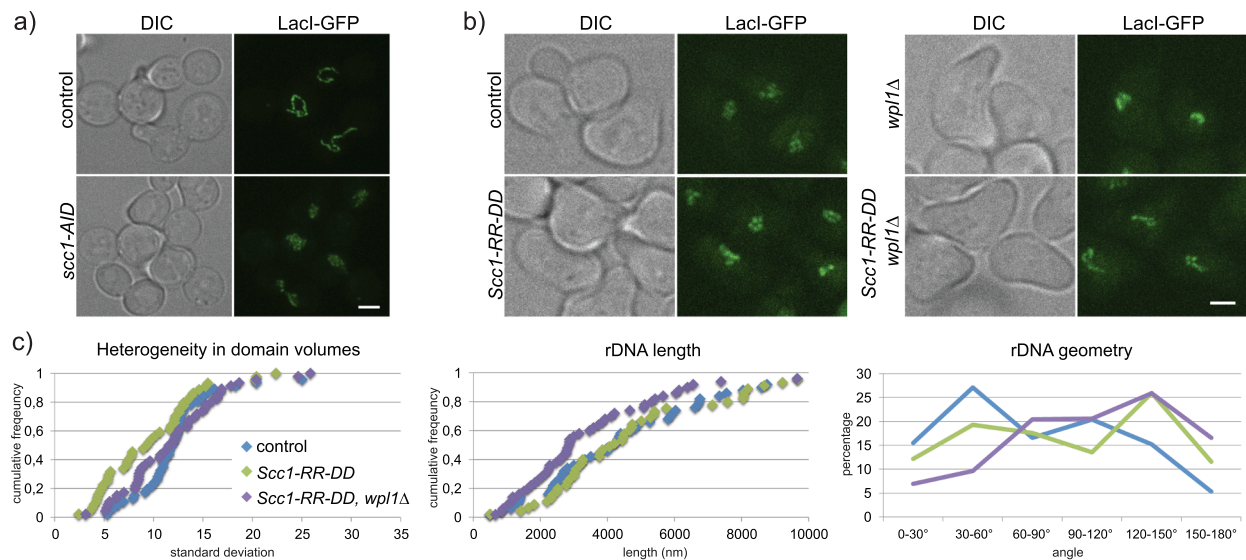 a)
DIC
LacI-GFP
control
scc1-AID
b)
DIC
LacI-GFP
control
Scc1-RR-DD
DIC
LacI-GFP
wpl1Δ
Scc1-RR-DD
wpl1Δ
c)
Heterogeneity in domain volumes
cumulative frequuncy
1
0,8
0,6
0,4
0,2
0
0 5 10 15 20 25 30 35
standard deviation
control
Scc1-RR-DD
Scc1-RR-DD, wpl1Δ
rDNA length
cumulative freqrency
1
0,8
0,6
0,4
0,2
0
0 2000 4000 6000 8000 10000
length (nm)
rDNA geometry
percentage
30
25
20
15
10
5
0
0-30° 30-60° 60-90° 90-120° 120-150° 150-180°
angle